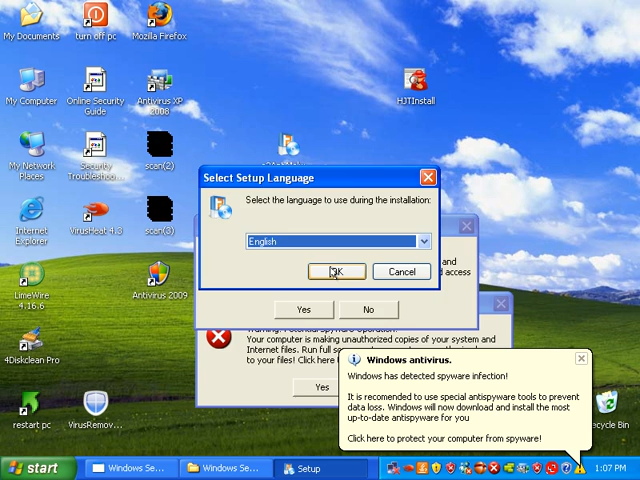 My Documents
turn off pc
Mozilla Firefox
My Computer
Online Security
Guide
Antivirus XP
2008
HJTInstall
My Network
Places
Security
Troubleshoo...
scan(2)
Internet
Explorer
VirusHeat 4.3
scan(3)
LimeWire
4.16.6
Antivirus 2009
4Diskclean Pro
restart pc
VirusRemov...
Recycle Bin
Select Setup Language
Select the language to use during the installation:
English
OK
Cancel
and
access
Yes
No
Warning! Potential Spyware Operation!
Your computer is making unauthorized copies of your system and
Internet files. Run full
to your files! Click here
Yes
Windows antivirus.
Windows has detected spyware infection!
It is recomended to use special antispyware tools to prevent
data loss. Windows will now download and install the most
up-to-date antispyware for you
Click here to protect your computer from spyware!
start
Windows Se...
Windows Se...
Setup
1:07 PM